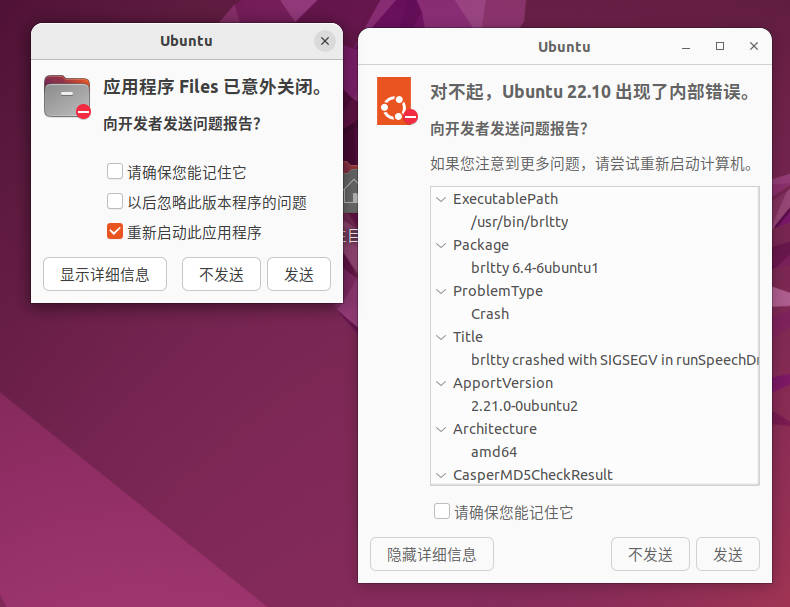 Ubuntu
应用程序 Files 已意外关闭。
向开发者发送问题报告?
请确保您能记住它
以后忽略此版本程序的问题
重新启动此应用程序
显示详细信息
不发送
发送
Ubuntu
对不起，Ubuntu 22.10 出现了内部错误。
向开发者发送问题报告?
如果您注意到更多问题，请尝试重新启动计算机。
ExecutablePath
/usr/bin/brltty
Package
brltty 6.4-6ubuntu1
ProblemType
Crash
Title
brltty crashed with SIGSEGV in
ApportVersion
2.21.0-0ubuntu2
Architecture
amd64
CasperMD5CheckResult
请确保您能记住它
隐藏详细信息
不发送
发送